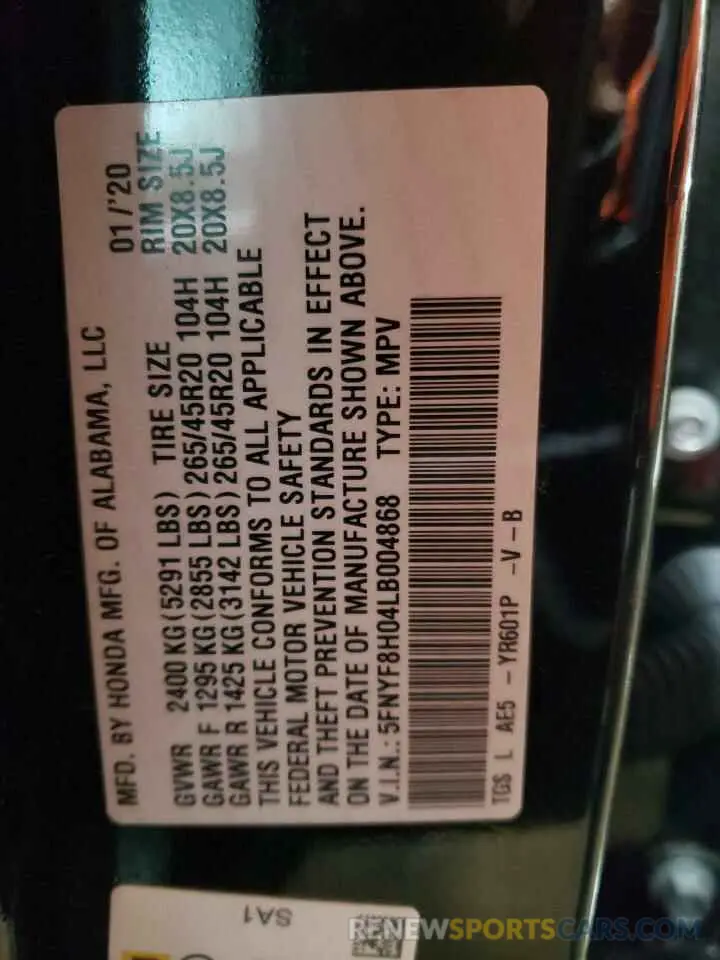 MFD. BY HONDA MFG. OF ALABAMA, LLC 01/'20
TIRE SIZE RIM SIZE
GVWR 2400 KG (5291 LBS)
GAWR F 1295 KG (2855 LBS) 265/45R20 104H 20X8.5J
GAWR R 1425 KG (3142 LBS) 265/45R20 104H 20X8.5J
THIS VEHICLE CONFORMS TO ALL APPLICABLE
FEDERAL MOTOR VEHICLE SAFETY
AND THEFT PREVENTION STANDARDS IN EFFECT
ON THE DATE OF MANUFACTURE SHOWN ABOVE.
V.I.N.: 5FNYF8H04LB004868 TYPE: MPV
TGS L AE5 -YR601P -V-B
SA1
RENEWSPORTSCARS.COM